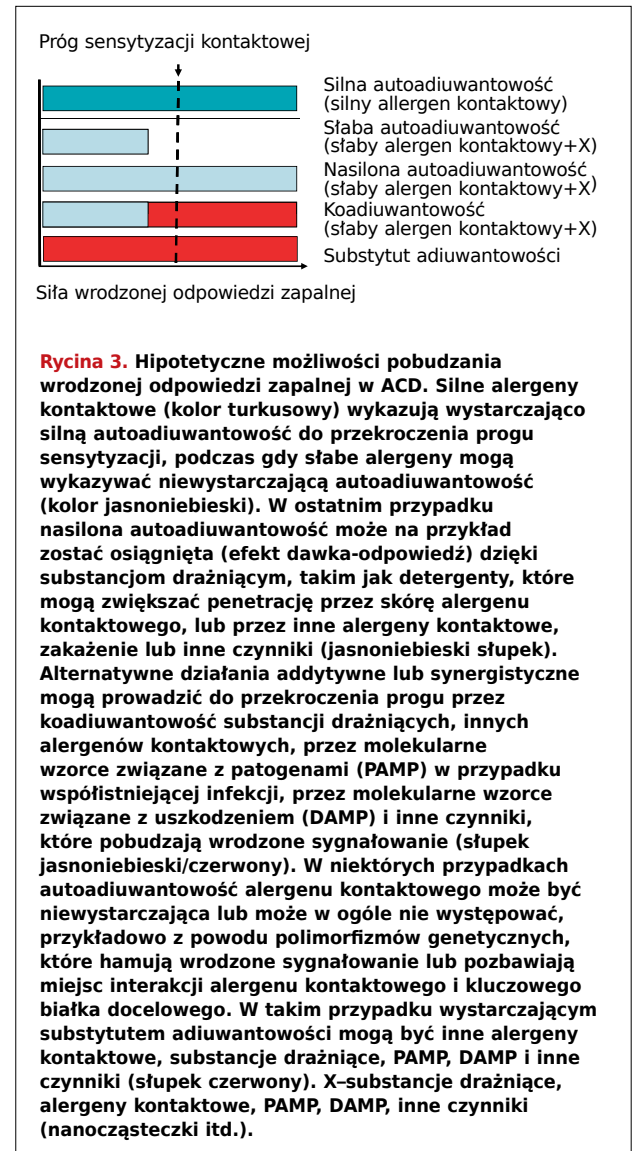 Próg sensytyzacji kontaktowej
Silna autoadiuwantowość
(silny allergen kontaktowy)
Słaba autoadiuwantowość
(słaby alergen kontaktowy+X)
Nasilona autoadiuwantowość
(słaby alergen kontaktowy+X)
Koadiuwantowość
(słaby alergen kontaktowy+X)
Substytut adiuwantowości
Siła wrodzonej odpowiedzi zapalnej
Rycina 3. Hipotetyczne możliwości pobudzania
wrodzonej odpowiedzi zapalnej w ACD. Silne alergeny
kontaktowe (kolor turkusowy) wykazują wystarczająco
silną autoadiuwantowość do przekroczenia progu
sensytyzacji, podczas gdy słabe alergeny mogą
wykazywać niewystarczającą autoadiuwantowość
(kolor jasnoniebieski). W ostatnim przypadku
nasilona autoadiuwantowość może na przykład
zostać osiągnięta (efekt dawka-odpowiedź) dzięki
substancjom drażniącym, takim jak detergenty, które
mogą zwiększać penetrację przez skórę alergenu
kontaktowego, lub przez inne alergeny kontaktowe,
zakażenie lub inne czynniki (jasnoniebieski słupek).
Alternatywne działania addytywne lub synergistyczne
mogą prowadzić do przekroczenia progu przez
koadiuwantowość substancji drażniących, innych
alergenów kontaktowych, przez molekularne
wzorce związane z patogenami (PAMP) w przypadku
współistniejącej infekcji, przez molekularne wzorce
związane z uszkodzeniem (DAMP) i inne czynniki,
które pobudzają wrodzone sygnałowanie (słupek
jasnoniebieski/czerwony). W niektórych przypadkach
autoadiuwantowość alergenu kontaktowego może być
niewystarczająca lub może w ogóle nie występować,
przykładowo z powodu polimorfizmów genetycznych,
które hamują wrodzone sygnałowanie lub pozbawiają
miejsc interakcji alergenu kontaktowego i kluczowego
białka docelowego. W takim przypadku wystarczającym
substytutem adiuwantowości mogą być inne alergeny
kontaktowe, substancje drażniące, PAMP, DAMP i inne
czynniki (słupek czerwony). X–substancje drażniące,
alergeny kontaktowe, PAMP, DAMP, inne czynniki
(nanocząsteczki itd.).